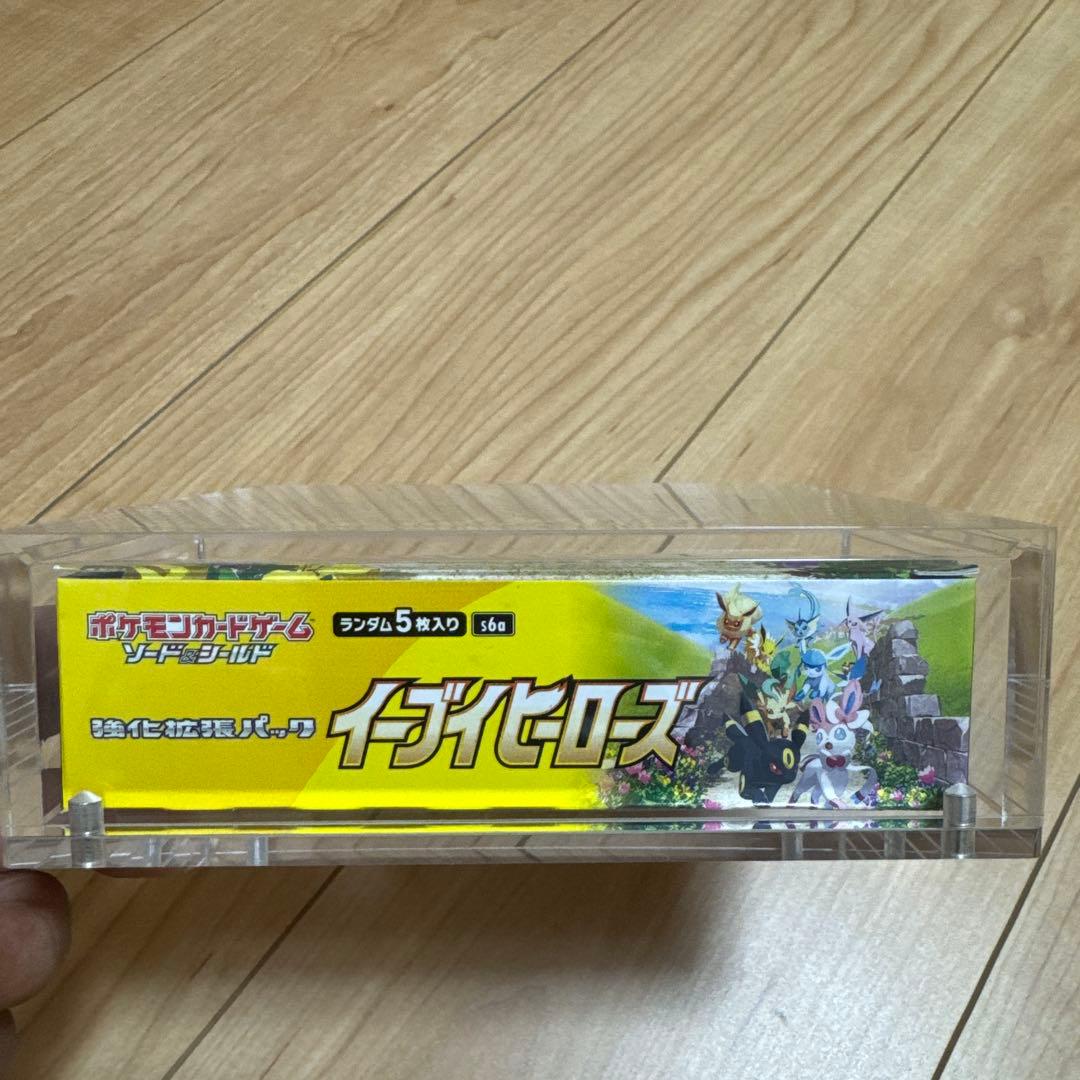 ポケモンカードゲーム
ソード&シールド
ランダム5枚入り s6a
強化拡張パック
イーブイヒーローズ